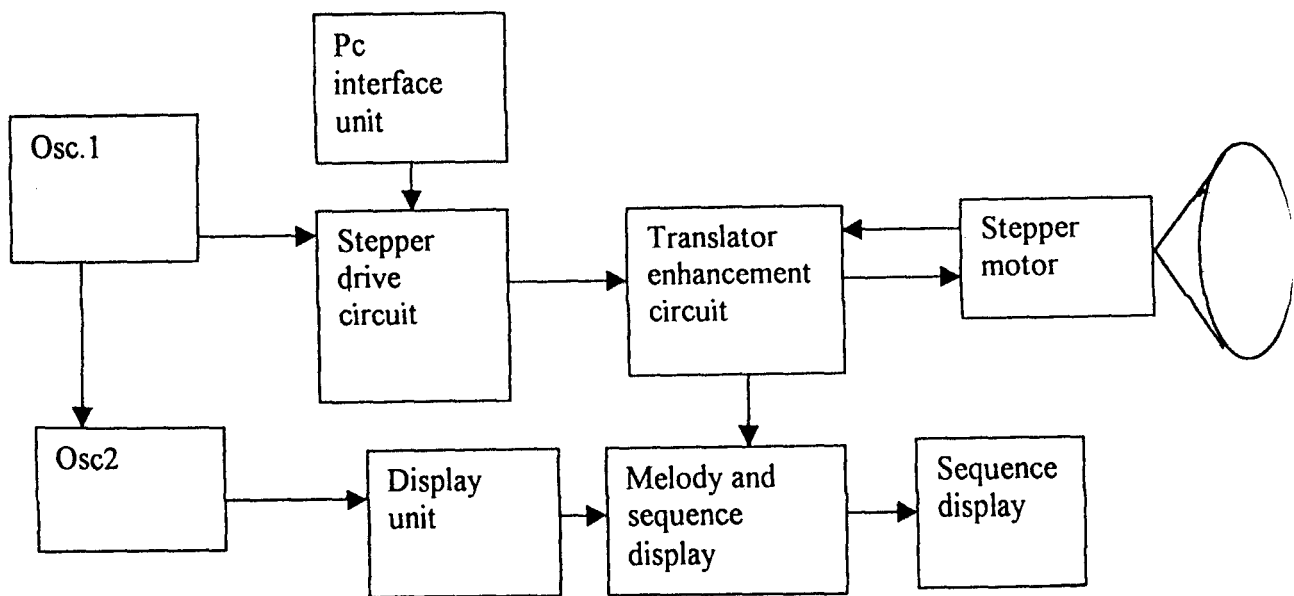 Pc
interface
unit
Osc.1
Stepper
drive
circuit
Translator
enhancement
circuit
Stepper
motor
Osc2
Display
unit
Melody and
sequence
display
Sequence
display